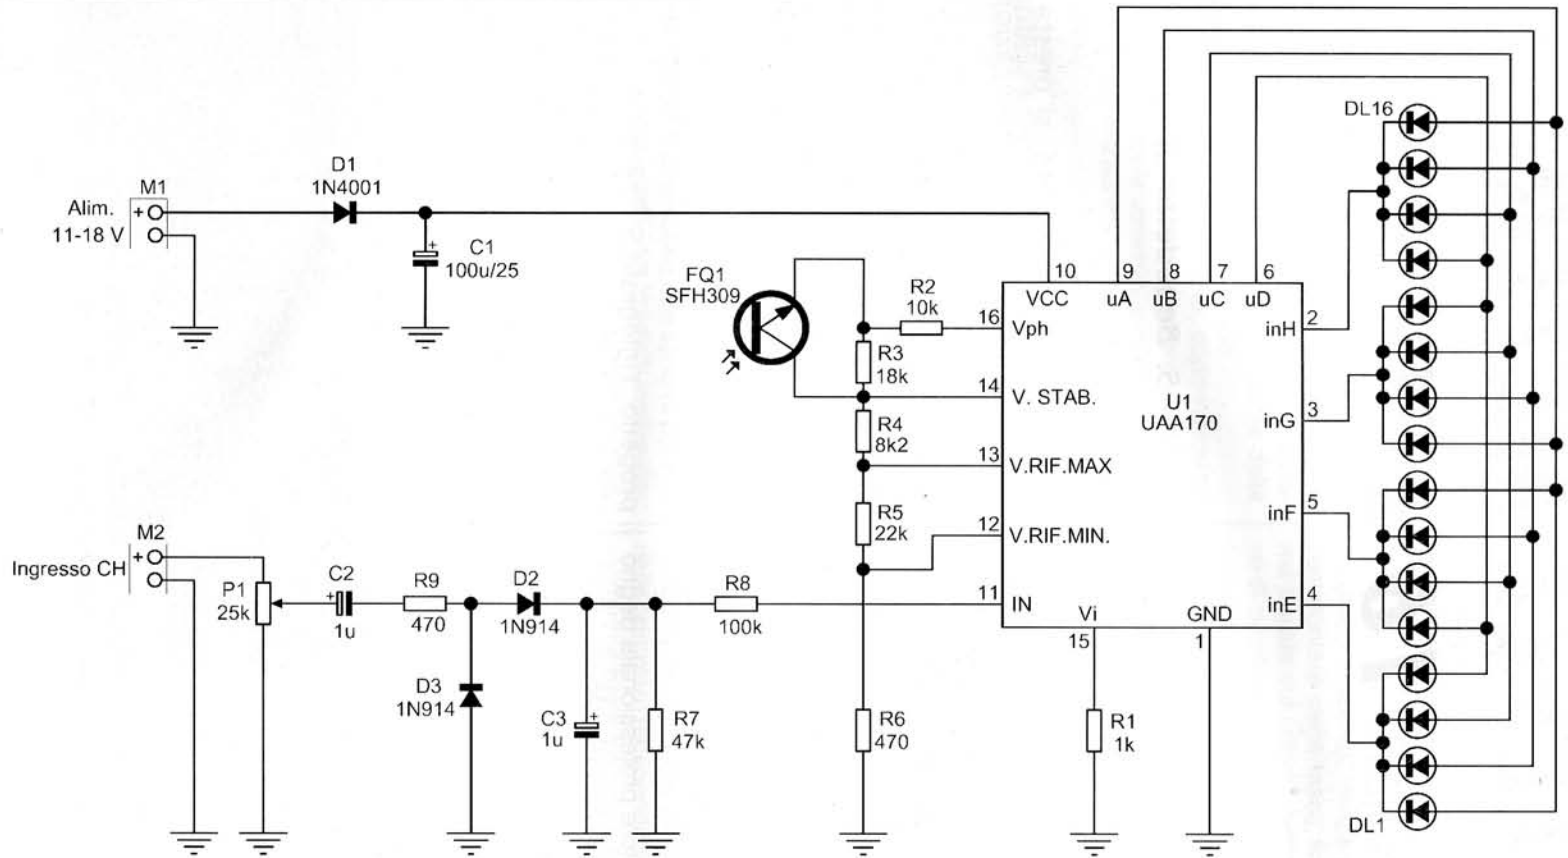 DL16
D1
1N4001
M1
Alim.
11-18 V
+
+
C1
100u/25
FQ1
SFH309
R2
10k
10
9
8
7
6
VCC
uA
uB
uC
uD
16
Vph
inH
2
R3
18k
14
V. STAB.
U1
UAA170
R4
8k2
inG
3
13
V.RIF.MAX
R5
22k
12
V.RIF.MIN.
inF
5
M2
+
Ingresso CH
P1
25k
C2
+
1u
R9
470
D2
1N914
R8
100k
11
IN
Vi
GND
inE
4
15
1
D3
1N914
C3
1u
+
R7
47k
R6
470
R1
1k
DL1